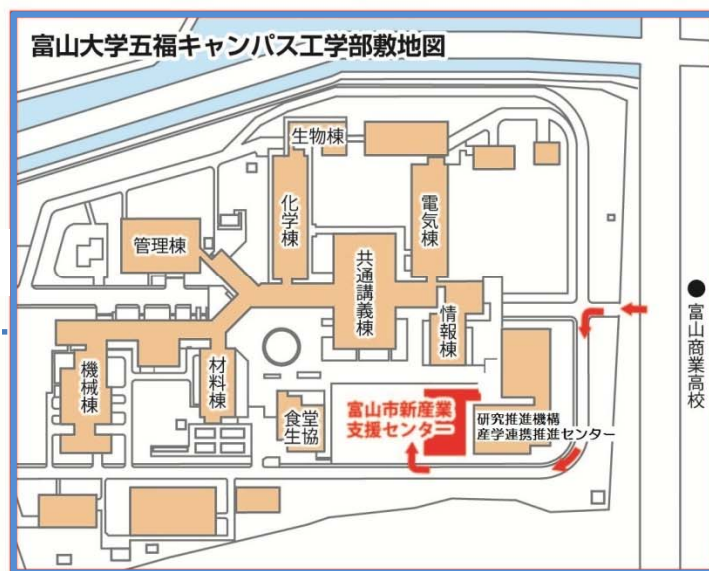 富山大学五福キャンパス工学部敷地図
生物棟
化学棟
電気棟
管理棟
共通講義棟
情報棟
機械棟
材料棟
食堂
生協
富山市新産業
支援センター
研究推進機構
産学連携推進センター
●富山商業高校